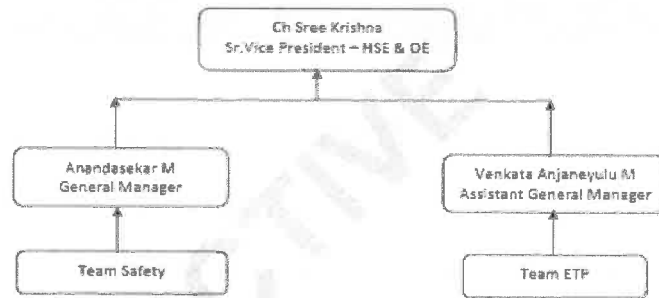 Ch Sree Krishna
Sr.Vice President – HSE & OE
Anandasekar M
General Manager
Venkata Anjaneyulu M
Assistant General Manager
Team Safety
Team ETP